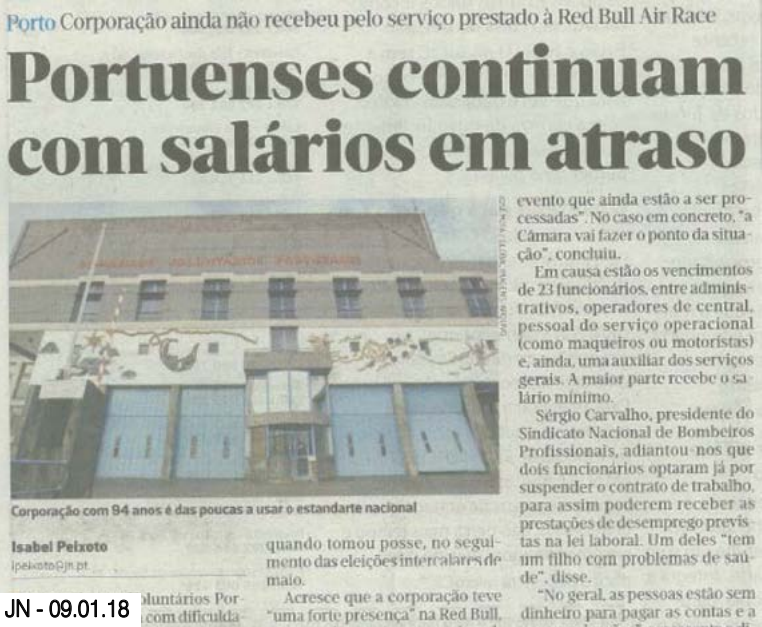 Porto Corporação ainda não recebeu pelo serviço prestado à Red Bull Air Race
Portuenses continuam
com salários em atraso
Corporação com 94 anos é das poucas a usar o estandarte nacional
Isabel Peixoto
ipeixoto@jn.pt
oluntários Por-
com dificulda-
JN - 09.01.18
quando tomou posse, no segui-
mento das eleições intercalares de
maio.
Acresce que a corporação teve
"uma forte presença" na Red Bull,
evento que ainda estão a ser pro-
cessadas". No caso em concreto, "a
Câmara vai fazer o ponto da situa-
ção", concluiu.
Em causa estão os vencimentos
de 23 funcionários, entre adminis-
trativos, operadores de central,
pessoal do serviço operacional
(como maqueiros ou motoristas)
e, ainda, uma auxiliar dos serviços
gerais. A maior parte recebe o sa-
lário mínimo.
Sérgio Carvalho, presidente do
Sindicato Nacional de Bombeiros
Profissionais, adiantou-nos que
dois funcionários optaram já por
suspender o contrato de trabalho,
para assim poderem receber as
prestações de desemprego previs-
tas na lei laboral. Um deles "tem
um filho com problemas de saú-
de", disse.
"No geral, as pessoas estão sem
dinheiro para pagar as contas e a